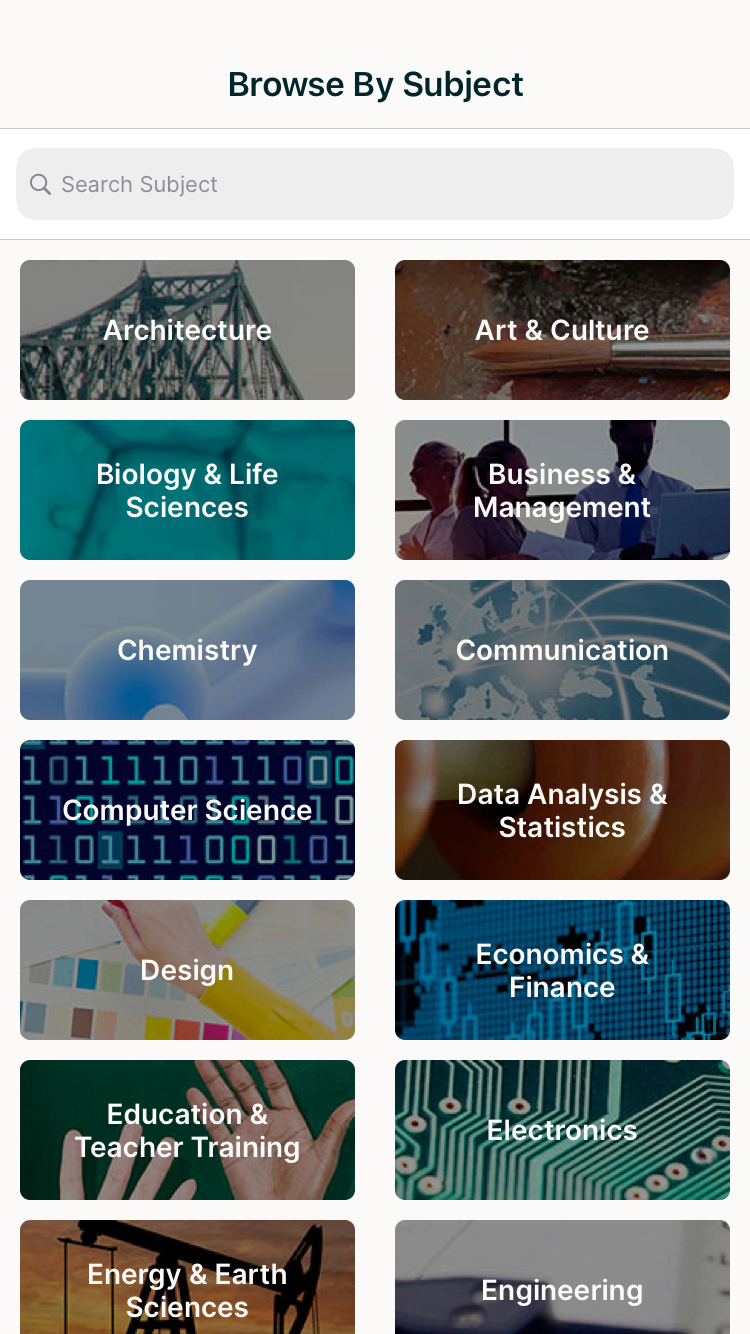 Browse By Subject
Search Subject
Architecture
Art & Culture
Biology & Life
Sciences
Business &
Management
Chemistry
Communication
Computer Science
Data Analysis &
Statistics
Design
Economics &
Finance
Education &
Teacher Training
Electronics
Energy & Earth
Sciences
Engineering